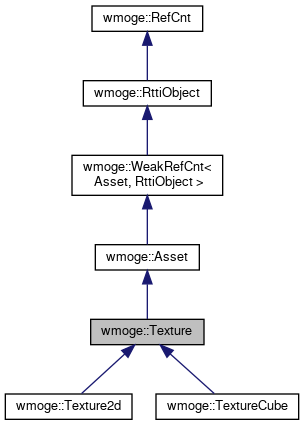 wmoge::RefCnt
wmoge::RttiObject
wmoge::WeakRefCnt<
Asset, RttiObject >
wmoge::Asset
wmoge::Texture
wmoge::Texture2d
wmoge::TextureCube